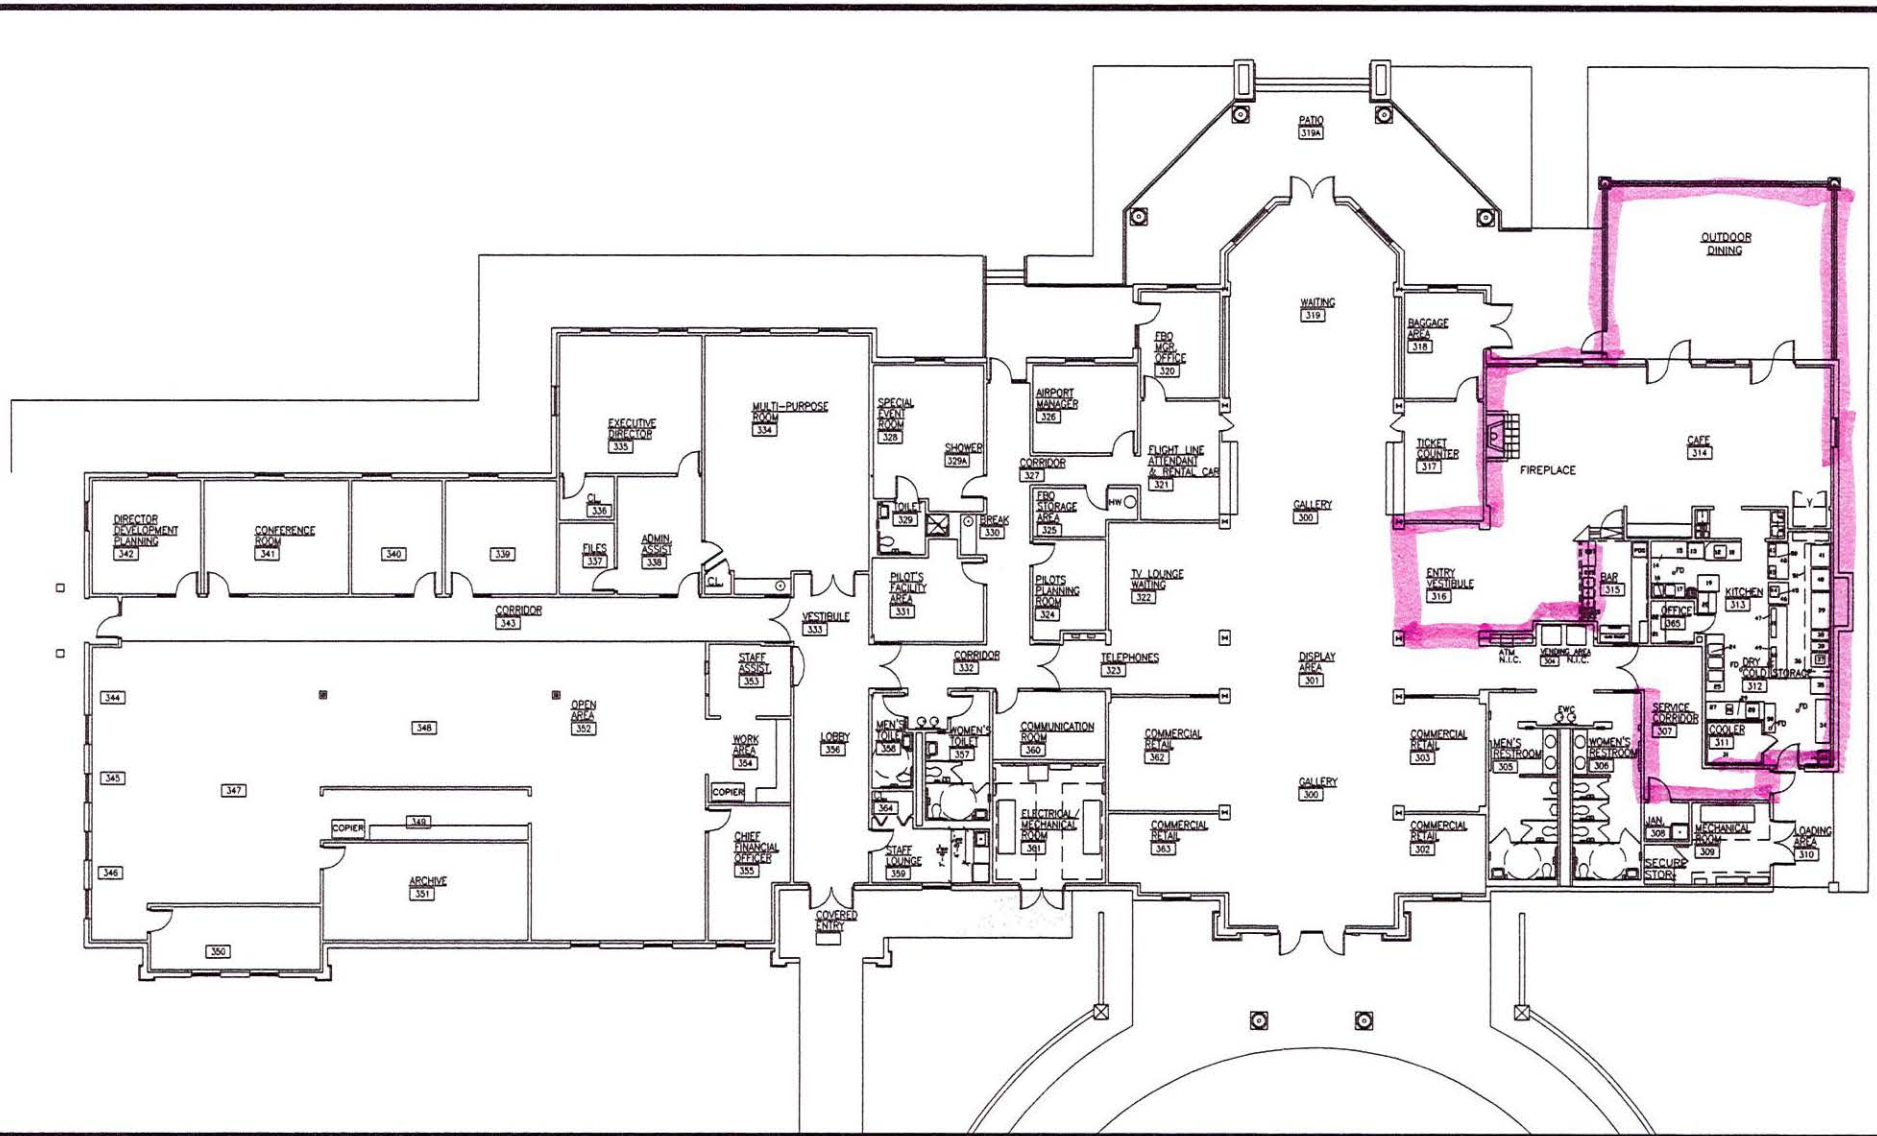 PATIO
319A
OUTDOOR
DINING
WAITING
319
BAGGAGE
AREA
318
FBO
MGR.
OFFICE
320
EXECUTIVE
DIRECTOR
335
MULTI-PURPOSE
ROOM
334
SPECIAL
EVENT
ROOM
328
SHOWER
329A
AIRPORT
MANAGER
326
CORRIDOR
327
FLIGHT LINE
ATTENDANT
& RENTAL CAR
321
TICKET
COUNTER
317
FIREPLACE
CAFE
314
DIRECTOR
DEVELOPMENT
PLANNING
342
CONFERENCE
ROOM
341
340
339
CL.
336
FILES
337
ADMIN.
ASSIST
338
CL.
TOILET
329
BREAK
330
FBO
STORAGE
AREA
325
HW
GALLERY
300
PILOT'S
FACILITY
AREA
331
PILOTS
PLANNING
ROOM
324
TV LOUNGE
WAITING
322
ENTRY
VESTIBULE
316
BAR
315
POS
OFFICE
365
KITCHEN
313
CORRIDOR
343
VESTIBULE
333
STAFF
ASSIST.
353
CORRIDOR
332
TELEPHONES
323
DISPLAY
AREA
301
ATM
N.I.C.
VENDING AREA
304 N.I.C.
DRY
COLD STORAGE
312
FD
FD
FD
FD
344
348
OPEN
AREA
352
WORK
AREA
354
LOBBY
356
MEN'S
TOILET
358
WOMEN'S
TOILET
357
COMMUNICATION
ROOM
360
COMMERCIAL
RETAIL
362
COMMERCIAL
RETAIL
303
EWC
MEN'S
RESTROOM
305
WOMEN'S
RESTROOM
306
SERVICE
CORRIDOR
307
COOLER
311
345
347
COPIER
COPIER
349
CL
364
GALLERY
300
ELECTRICAL/
MECHANICAL
ROOM
361
COMMERCIAL
RETAIL
363
COMMERCIAL
RETAIL
302
JAN.
308
MECHANICAL
ROOM
309
LOADING
AREA
310
SECURE
STOR.
346
ARCHIVE
351
CHIEF
FINANCIAL
OFFICER
355
STAFF
LOUNGE
359
350
COVERED
ENTRY